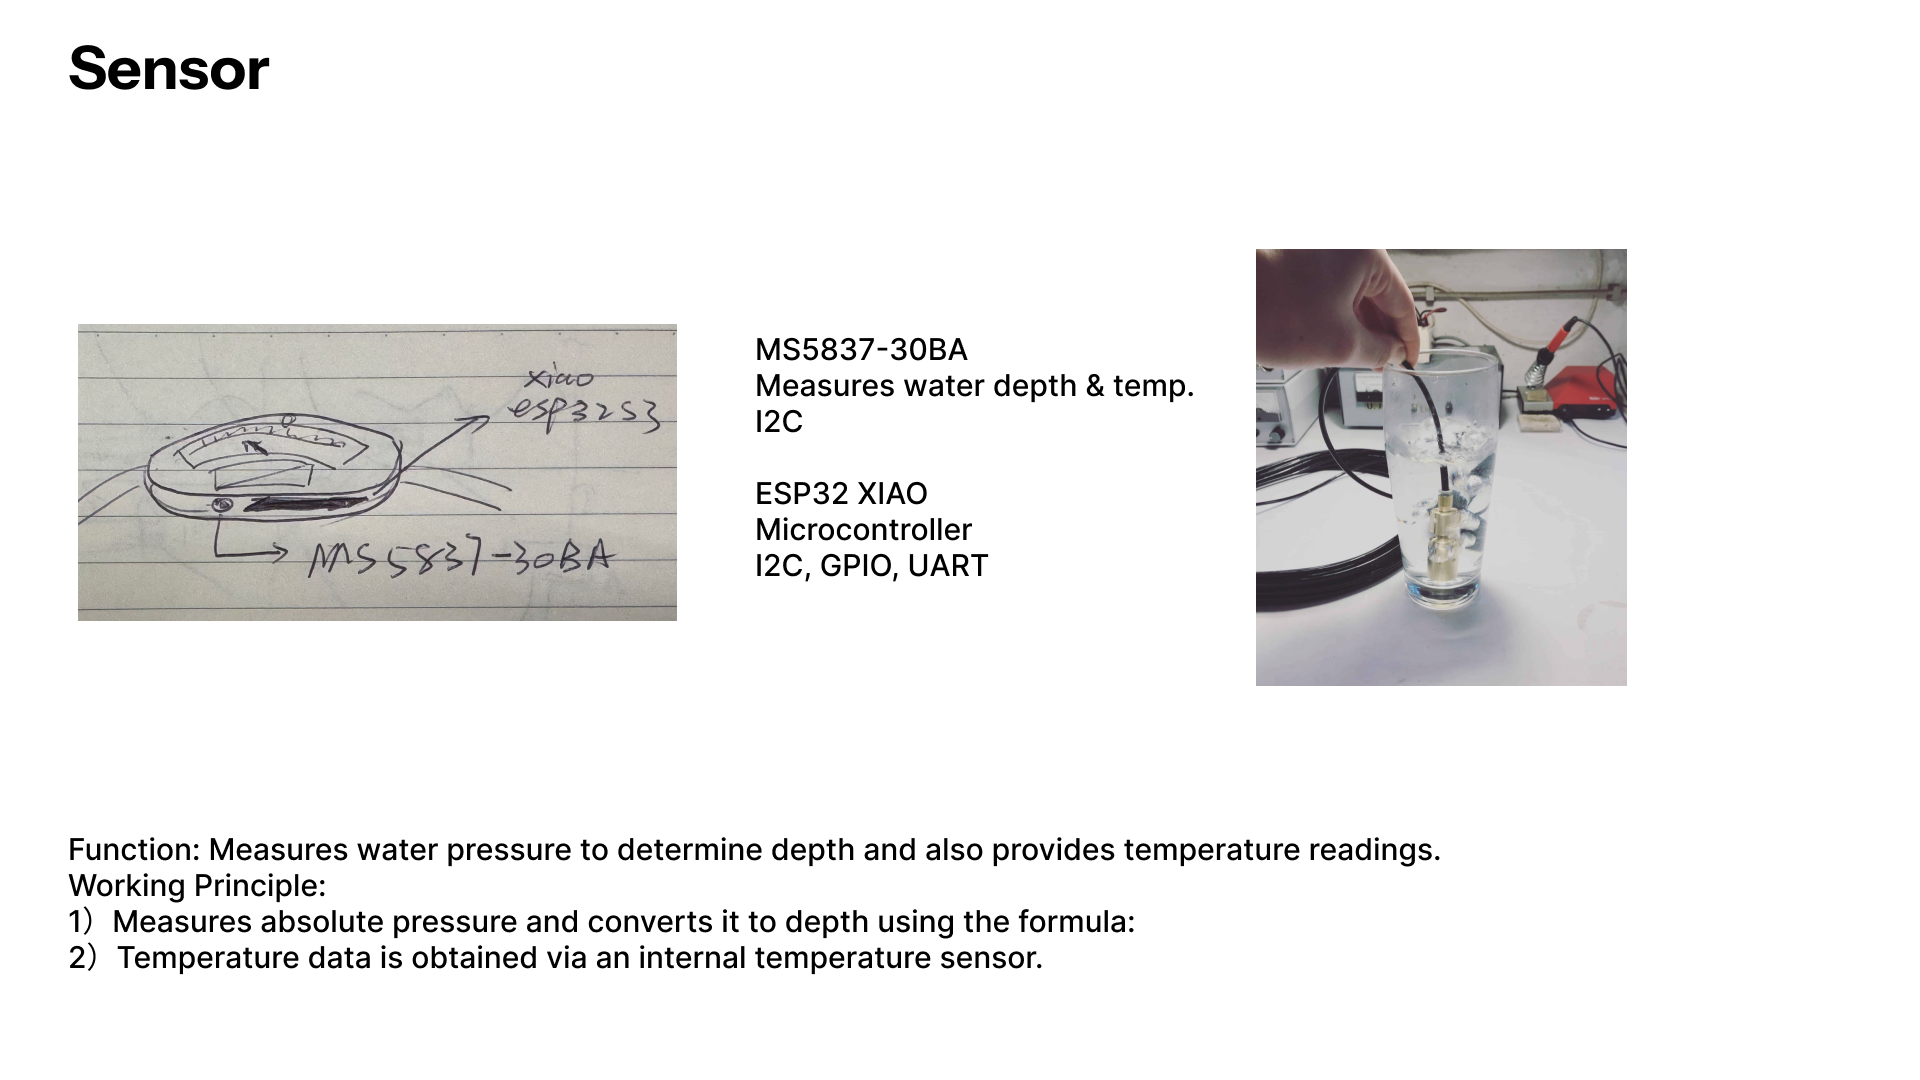 Sensor
xiao
esp32s3
MS5837-30BA
MS5837-30BA
Measures water depth & temp.
I2C
ESP32 XIAO
Microcontroller
I2C, GPIO, UART
Function: Measures water pressure to determine depth and also provides temperature readings.
Working Principle:
1）Measures absolute pressure and converts it to depth using the formula:
2）Temperature data is obtained via an internal temperature sensor.